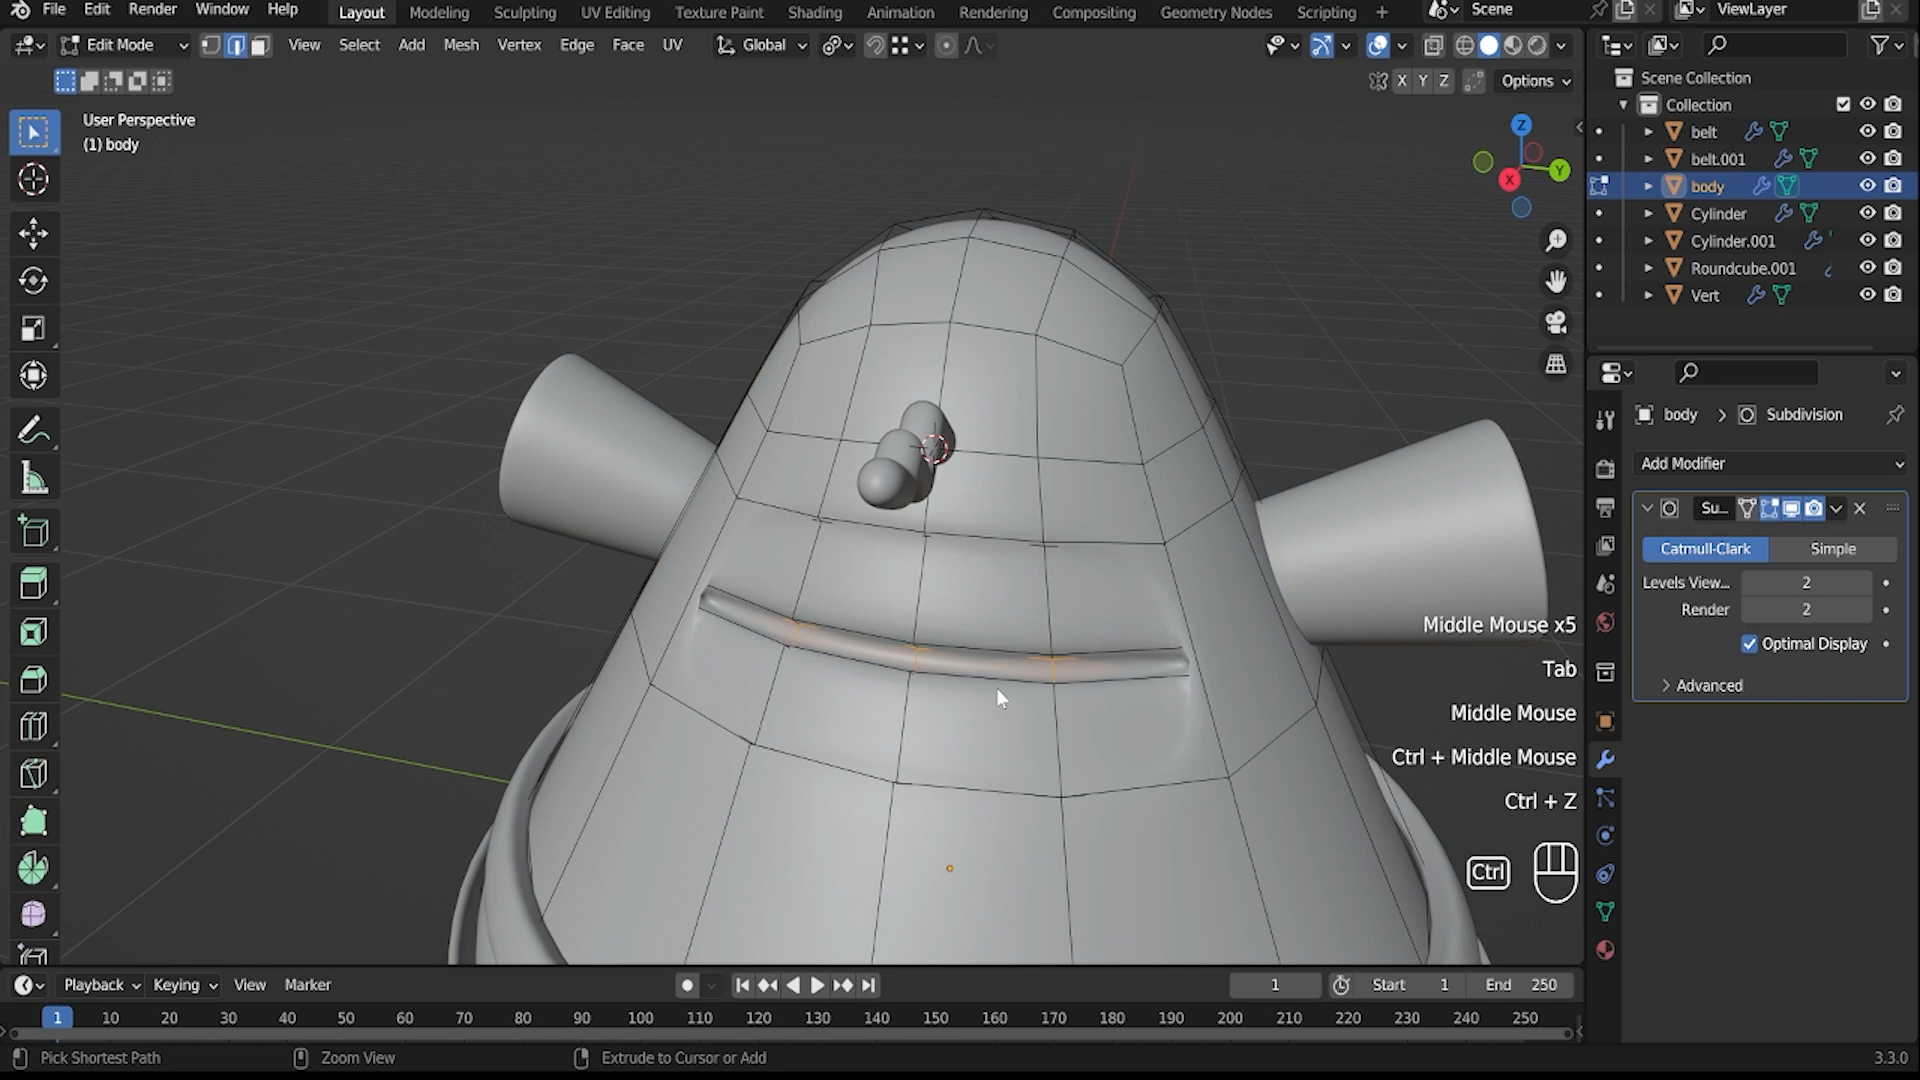 File Edit Render Window Help Layout Modeling Sculpting UV Editing Texture Paint Shading Animation Rendering Compositing Geometry Nodes Scripting + Scene ViewLayer
Edit Mode View Select Add Mesh Vertex Edge Face UV Global
X Y Z Options
User Perspective
(1) body
Z
Y
X
Scene Collection
Collection
belt
belt.001
body
Cylinder
Cylinder.001
Roundcube.001
Vert
body > Subdivision
Add Modifier
Su...
Catmull-Clark Simple
Levels View... 2
Render 2
Optimal Display
Advanced
Middle Mouse x5
Tab
Middle Mouse
Ctrl + Middle Mouse
Ctrl + Z
Ctrl
Playback Keying View Marker 1 Start 1 End 250
1 10 20 30 40 50 60 70 80 90 100 110 120 130 140 150 160 170 180 190 200 210 220 230 240 250
Pick Shortest Path Zoom View Extrude to Cursor or Add 3.3.0